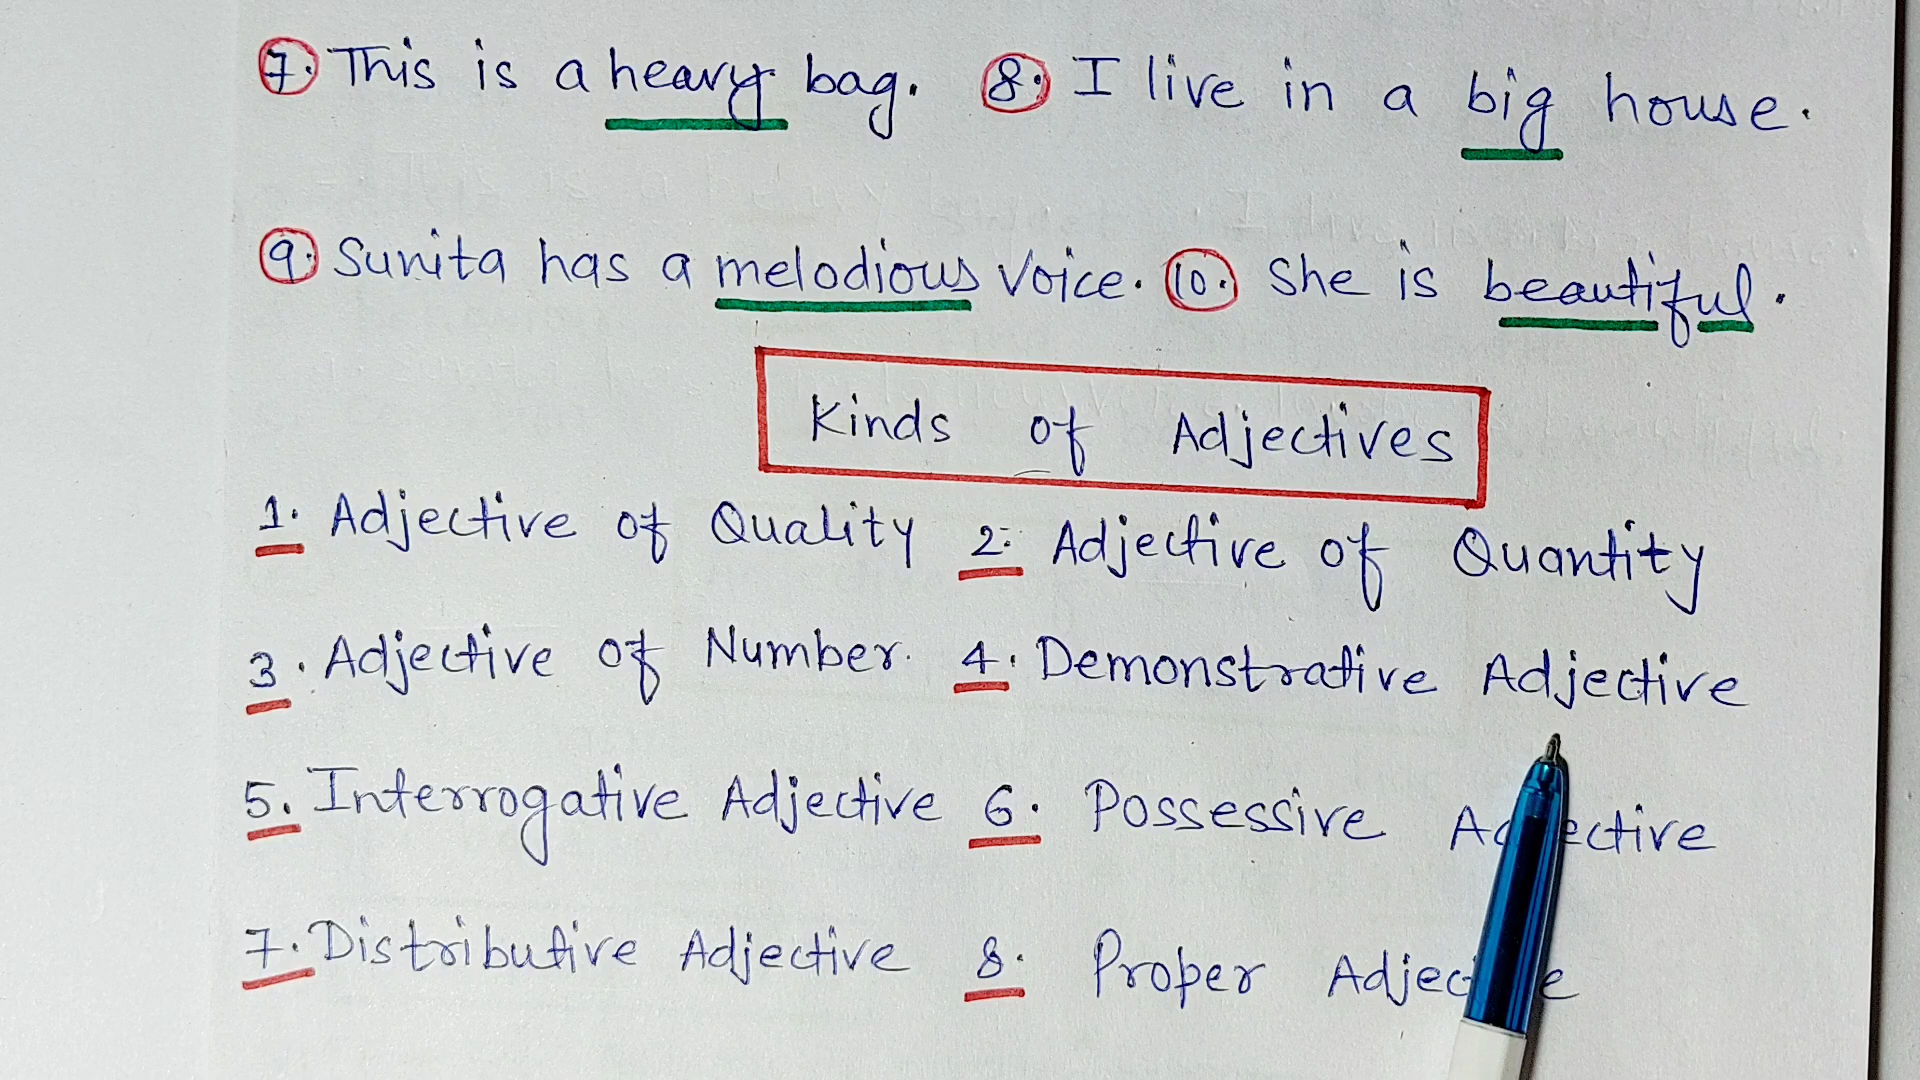 7. This is a heavy bag. 8. I live in a big house.
9. Sunita has a melodious voice. 10. She is beautiful.
Kinds of Adjectives
1. Adjective of Quality 2. Adjective of Quantity
3. Adjective of Number. 4. Demonstrative Adjective
5. Interrogative Adjective 6. Possessive Adjective
7. Distributive Adjective 8. Proper Adjective